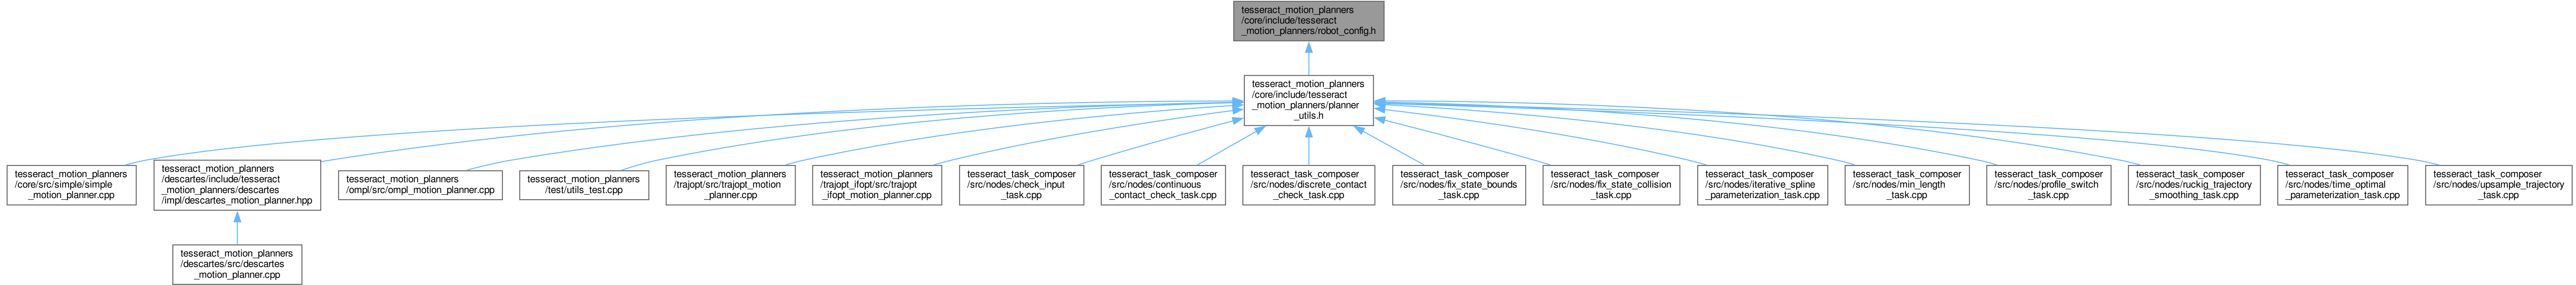 tesseract_motion_planners
/core/include/tesseract
_motion_planners/robot_config.h
tesseract_motion_planners
/core/include/tesseract
_motion_planners/planner
_utils.h
tesseract_motion_planners
/core/src/simple/simple
_motion_planner.cpp
tesseract_motion_planners
/descartes/include/tesseract
_motion_planners/descartes
/impl/descartes_motion_planner.hpp
tesseract_motion_planners
/ompl/src/ompl_motion_planner.cpp
tesseract_motion_planners
/test/utils_test.cpp
tesseract_motion_planners
/trajopt/src/trajopt_motion
_planner.cpp
tesseract_motion_planners
/trajopt_ifopt/src/trajopt
_ifopt_motion_planner.cpp
tesseract_task_composer
/src/nodes/check_input
_task.cpp
tesseract_task_composer
/src/nodes/continuous
_contact_check_task.cpp
tesseract_task_composer
/src/nodes/discrete_contact
_check_task.cpp
tesseract_task_composer
/src/nodes/fix_state_bounds
_task.cpp
tesseract_task_composer
/src/nodes/fix_state_collision
_task.cpp
tesseract_task_composer
/src/nodes/iterative_spline
_parameterization_task.cpp
tesseract_task_composer
/src/nodes/min_length
_task.cpp
tesseract_task_composer
/src/nodes/profile_switch
_task.cpp
tesseract_task_composer
/src/nodes/ruckig_trajectory
_smoothing_task.cpp
tesseract_task_composer
/src/nodes/time_optimal
_parameterization_task.cpp
tesseract_task_composer
/src/nodes/upsample_trajectory
_task.cpp
tesseract_motion_planners
/descartes/src/descartes
_motion_planner.cpp